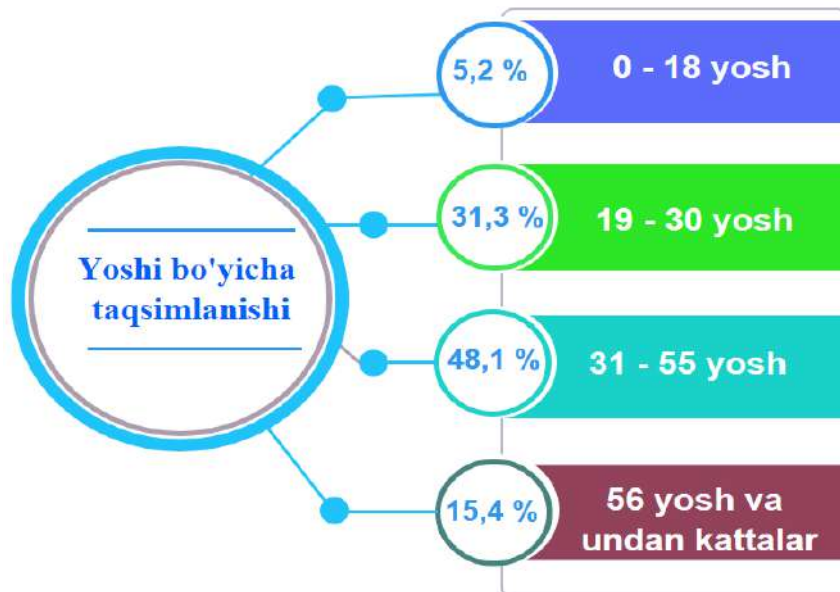 Yoshi bo'yicha
taqsimlanishi
5,2 %
0 - 18 yosh
31,3 %
19 - 30 yosh
48,1 %
31 - 55 yosh
15,4 %
56 yosh va
undan kattalar